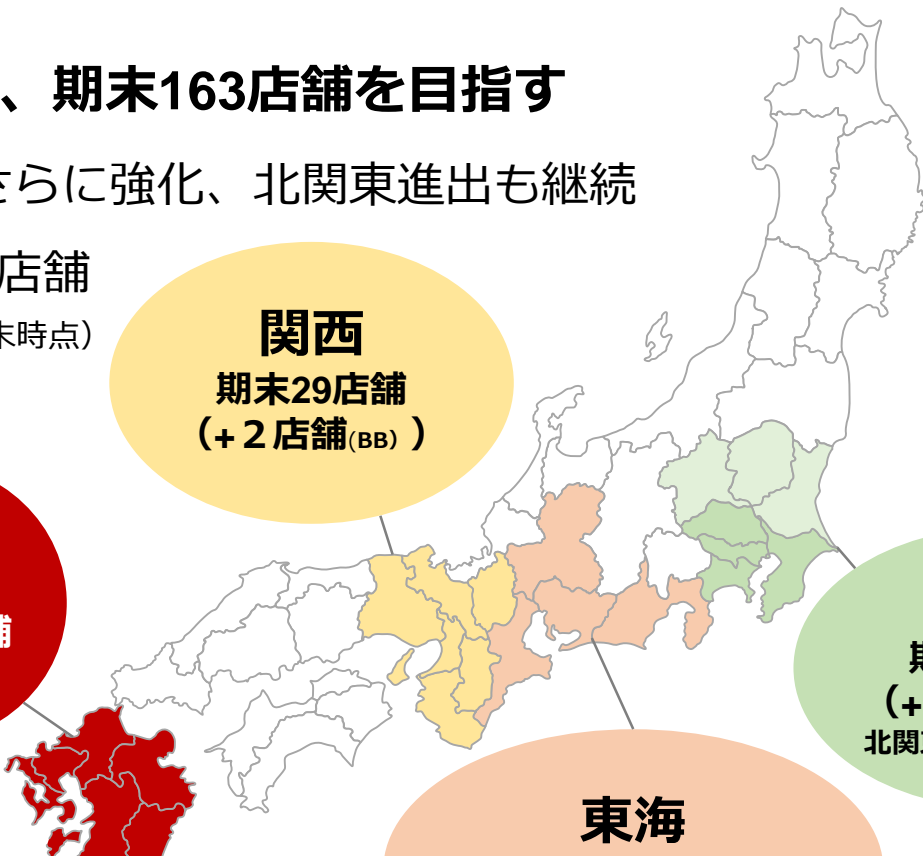 、期末163店舗を目指す
さらに強化、北関東進出も継続
店舗
末時点）
関西
期末29店舗
（+２店舗(BB）)
舗
期
（+
北関東
東海